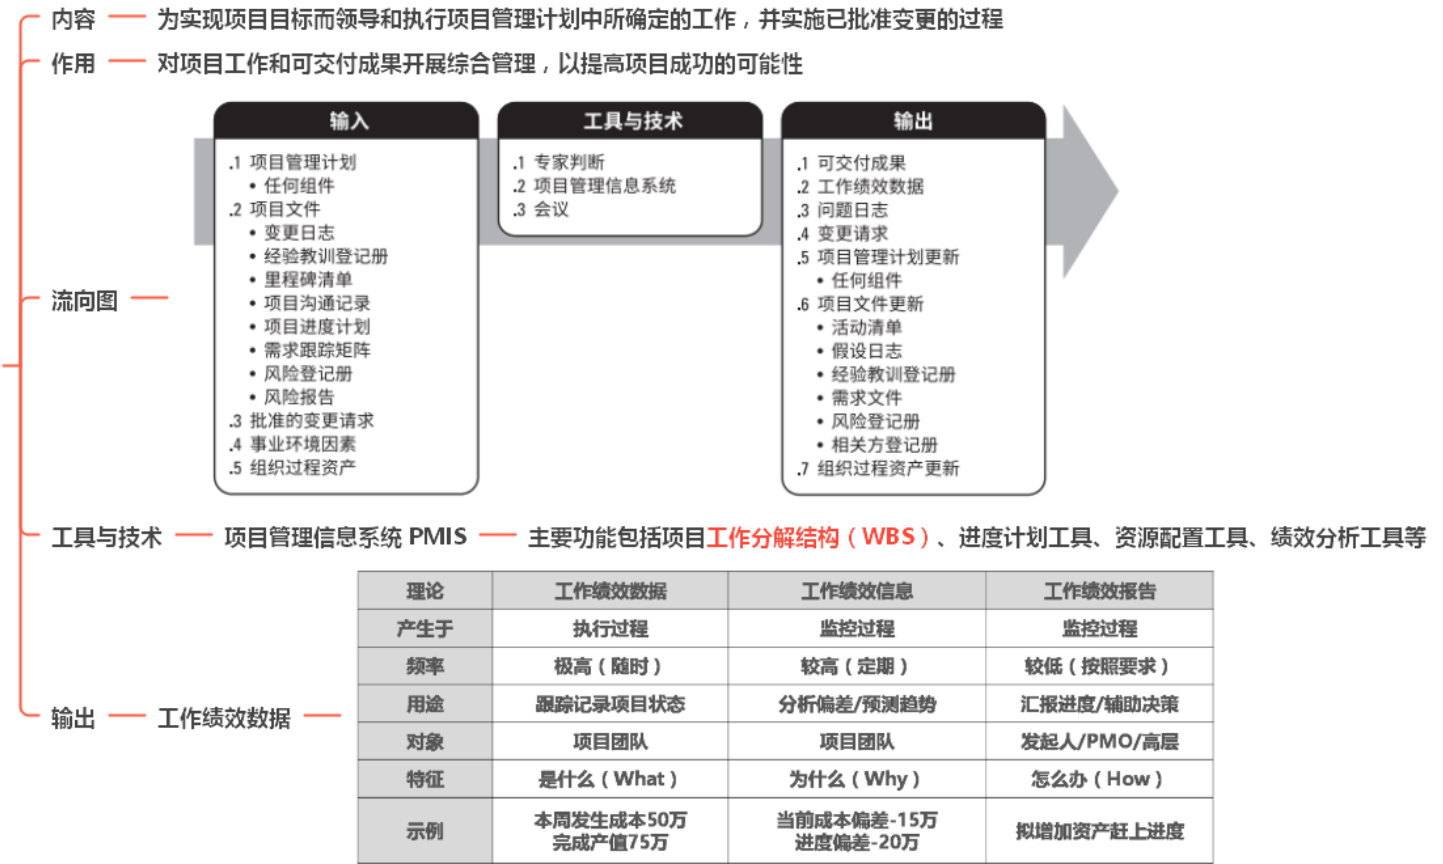 内容
为实现项目目标而领导和执行项目管理计划中所确定的工作，并实施已批准变更的过程
作用
对项目工作和可交付成果开展综合管理，以提高项目成功的可能性
流向图
输入
.1 项目管理计划
• 任何组件
.2 项目文件
• 变更日志
• 经验教训登记册
• 里程碑清单
• 项目沟通记录
• 项目进度计划
• 需求跟踪矩阵
• 风险登记册
• 风险报告
.3 批准的变更请求
.4 事业环境因素
.5 组织过程资产
工具与技术
.1 专家判断
.2 项目管理信息系统
.3 会议
输出
.1 可交付成果
.2 工作绩效数据
.3 问题日志
.4 变更请求
.5 项目管理计划更新
• 任何组件
.6 项目文件更新
• 活动清单
• 假设日志
• 经验教训登记册
• 需求文件
• 风险登记册
• 相关方登记册
.7 组织过程资产更新
工具与技术
项目管理信息系统 PMIS
主要功能包括项目工作分解结构（WBS）、进度计划工具、资源配置工具、绩效分析工具等
输出
工作绩效数据
理论 工作绩效数据 工作绩效信息 工作绩效报告
产生于 执行过程 监控过程 监控过程
频率 极高（随时） 较高（定期） 较低（按照要求）
用途 跟踪记录项目状态 分析偏差/预测趋势 汇报进度/辅助决策
对象 项目团队 项目团队 发起人/PMO/高层
特征 是什么（What） 为什么（Why） 怎么办（How）
示例
本周发生成本50万
完成产值75万
当前成本偏差-15万
进度偏差-20万
拟增加资产赶上进度